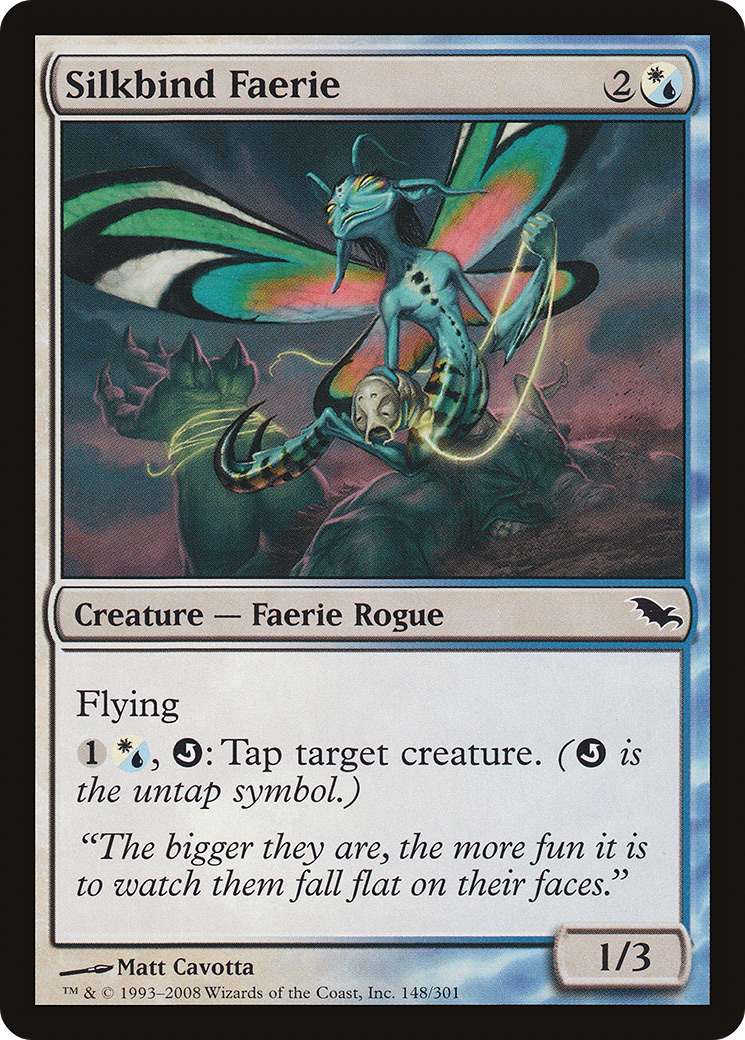 Silkbind Faerie 2
Creature — Faerie Rogue
Flying
1, : Tap target creature. ( is
the untap symbol.)
“The bigger they are, the more fun it is
to watch them fall flat on their faces.”
1/3
Matt Cavotta
™ & © 1993–2008 Wizards of the Coast, Inc. 148/301